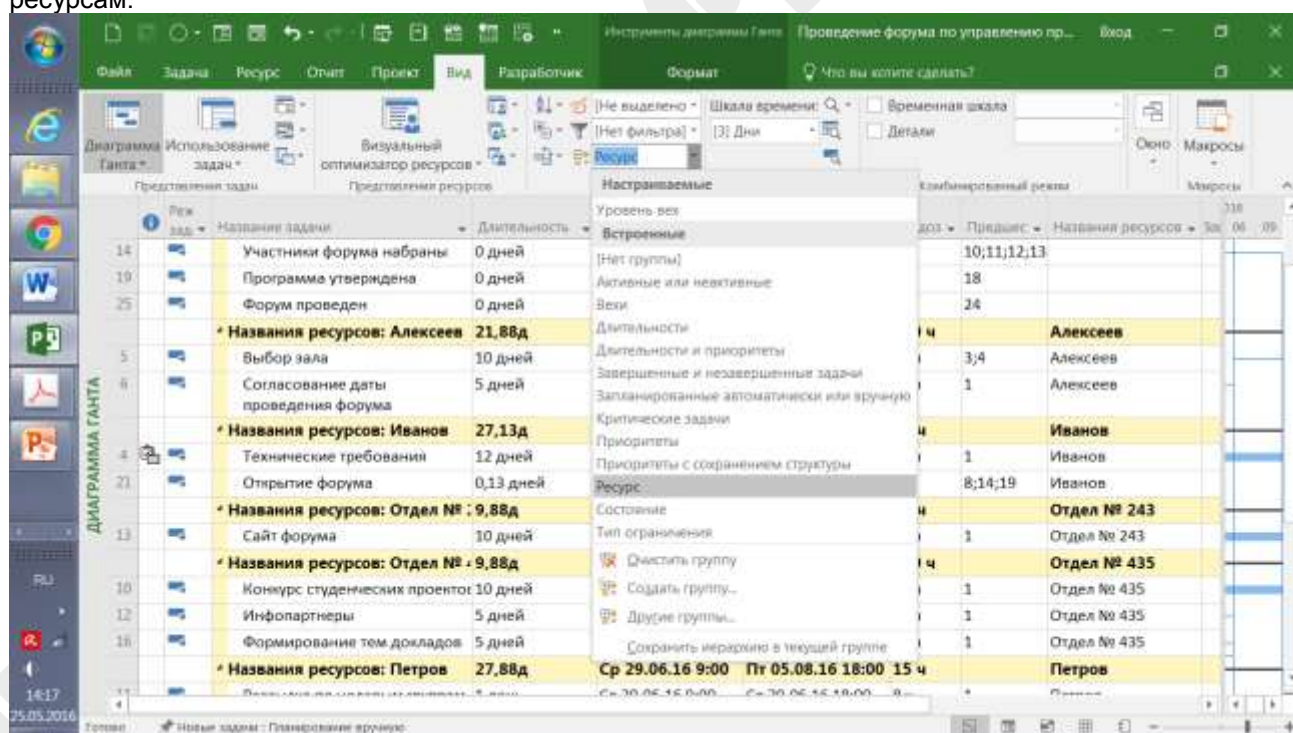 ресурсам:
Инструменты диаграммы Ганта Проведение форума по управлению пр... Вход
Файл Задача Ресурс Отчет Проект Вид Разработчик Формат Что вы хотите сделать?
[Не выделено Шкала времени: Временная шкала
Диаграмма Ганта Использование задач Визуальный оптимизатор ресурсов [Нет фильтра] [3] Дни Детали Окно Макросы
Ресурс
Представления задач Представления ресурсов Комбинированный режим Макросы
Настраиваемые
Уровень вех
Встроенные
[Нет группы]
Активные или неактивные
Вехи
Длительности
Длительности и приоритеты
Завершенные и незавершенные задачи
Запланированные автоматически или вручную
Критические задачи
Приоритеты
Приоритеты с сохранением структуры
Ресурс
Состояние
Тип ограничения
Очистить группу
Создать группу...
Другие группы...
Сохранить иерархию в текущей группе
Реж зад Название задачи Длительность Предшес Названия ресурсов 06 09
14 Участники форума набраны 0 дней 10;11;12;13
19 Программа утверждена 0 дней 18
25 Форум проведен 0 дней 24
Названия ресурсов: Алексеев 21,88д ч Алексеев
5 Выбор зала 10 дней 3;4 Алексеев
6 Согласование даты проведения форума 5 дней 1 Алексеев
Названия ресурсов: Иванов 27,13д ч Иванов
4 Технические требования 12 дней 1 Иванов
21 Открытие форума 0,13 дней 8;14;19 Иванов
Названия ресурсов: Отдел № 9,88д ч Отдел № 243
13 Сайт форума 10 дней 1 Отдел № 243
Названия ресурсов: Отдел № 9,88д ч Отдел № 435
10 Конкурс студенческих проектов 10 дней 1 Отдел № 435
12 Инфопартнеры 5 дней 1 Отдел № 435
16 Формирование тем докладов 5 дней 1 Отдел № 435
Названия ресурсов: Петров 27,88д Ср 29.06.16 9:00 Пт 05.08.16 18:00 15 ч Петров
ДИАГРАММА ГАНТА
RU
14:17
25.05.2016
Готово Новые задачи : Планирование вручную